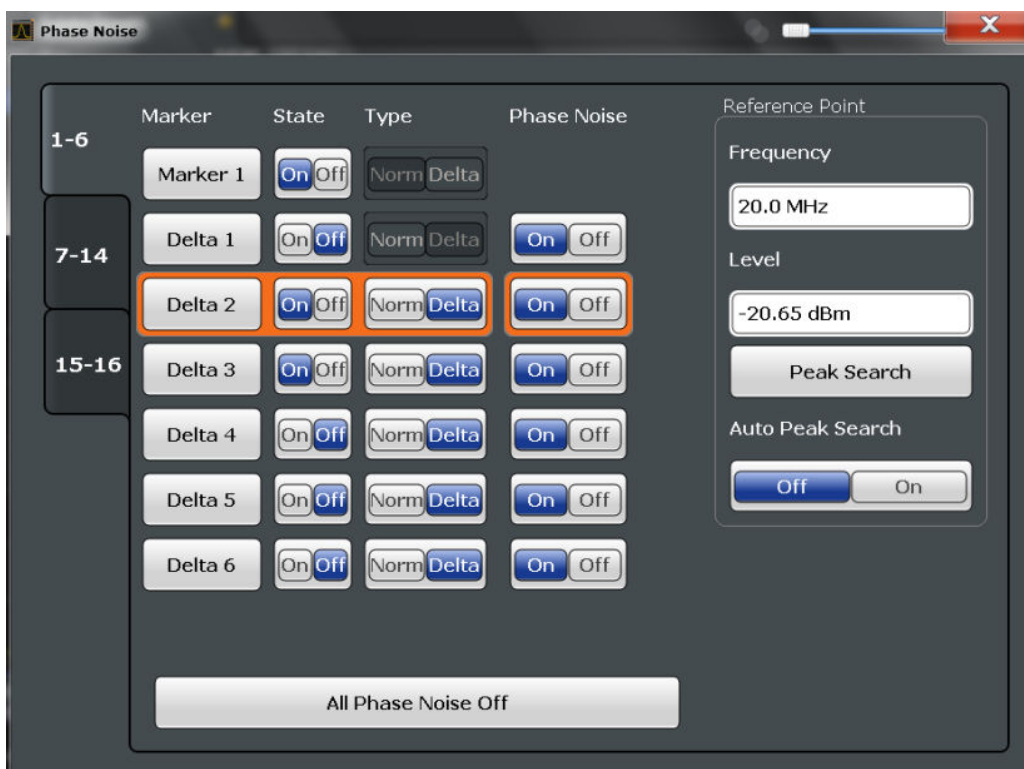 Phase Noise
1-6
7-14
15-16
Marker State Type Phase Noise
Marker 1 On Off Norm Delta
Delta 1 On Off Norm Delta On Off
Delta 2 On Off Norm Delta On Off
Delta 3 On Off Norm Delta On Off
Delta 4 On Off Norm Delta On Off
Delta 5 On Off Norm Delta On Off
Delta 6 On Off Norm Delta On Off
All Phase Noise Off
Reference Point
Frequency
20.0 MHz
Level
-20.65 dBm
Peak Search
Auto Peak Search
Off On